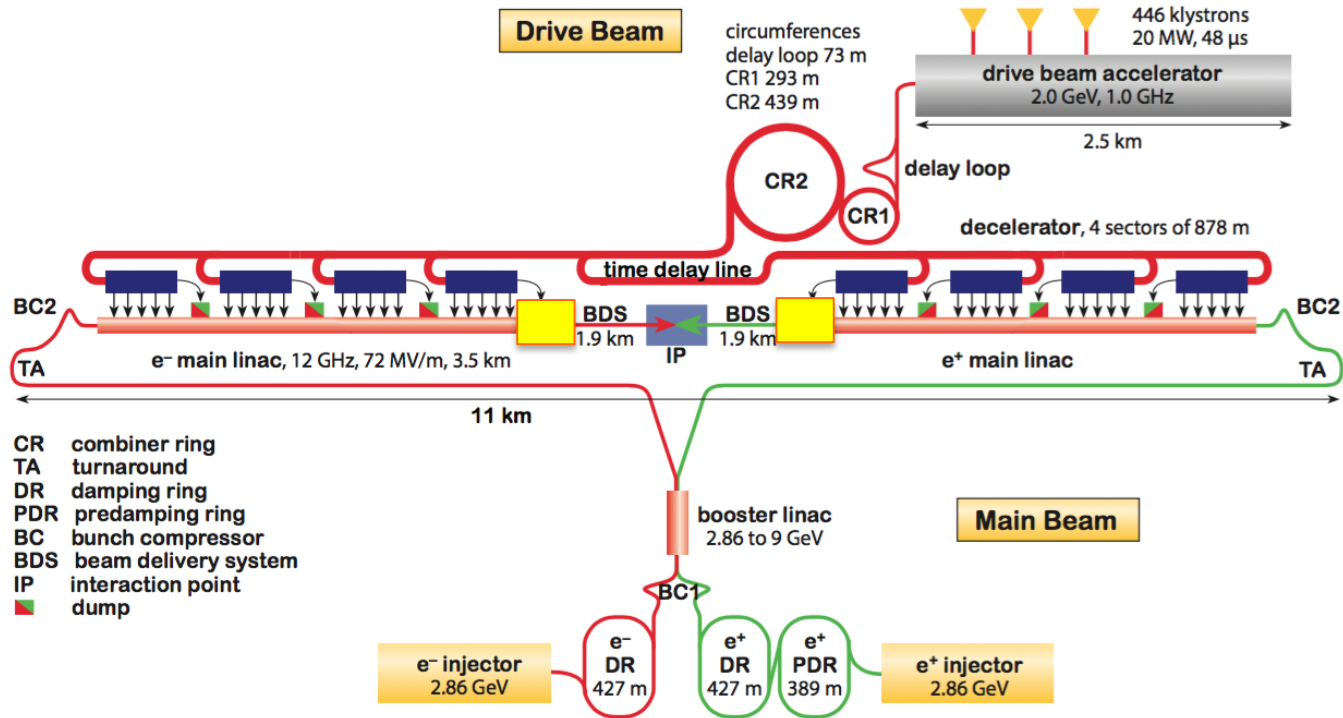 Drive Beam
circumferences
delay loop 73 m
CR1 293 m
CR2 439 m
446 klystrons
20 MW, 48 μs
drive beam accelerator
2.0 GeV, 1.0 GHz
2.5 km
delay loop
CR2
CR1
decelerator, 4 sectors of 878 m
time delay line
BC2
BDS
1.9 km
IP
BDS
1.9 km
BC2
TA
e– main linac, 12 GHz, 72 MV/m, 3.5 km
e+ main linac
TA
11 km
CR combiner ring
TA turnaround
DR damping ring
PDR predamping ring
BC bunch compressor
BDS beam delivery system
IP interaction point
dump
booster linac
2.86 to 9 GeV
Main Beam
BC1
e– injector
2.86 GeV
e–
DR
427 m
e+
DR
427 m
e+
PDR
389 m
e+ injector
2.86 GeV